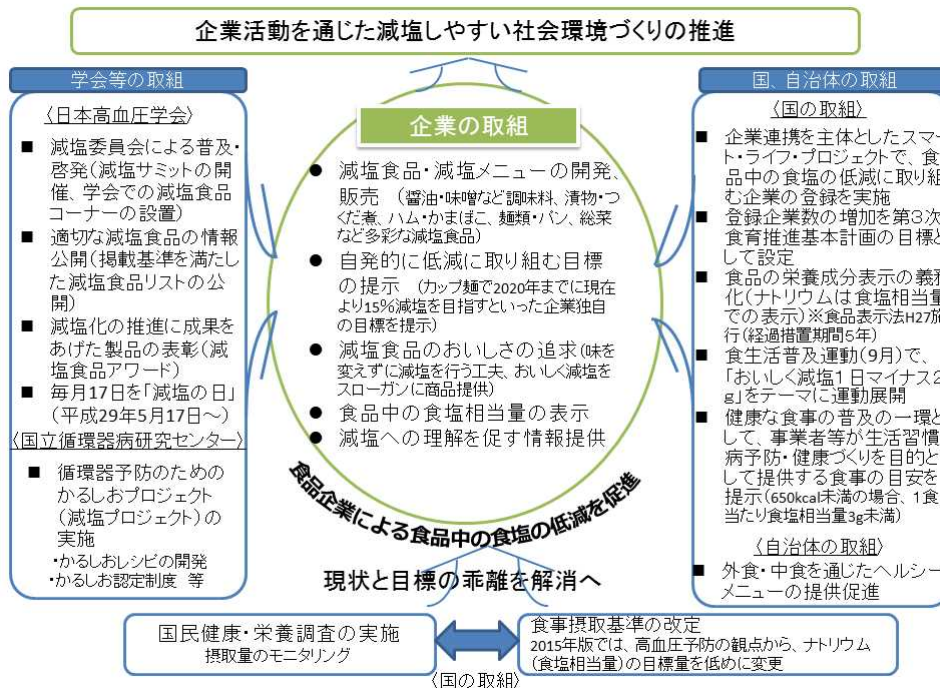 企業活動を通じた減塩しやすい社会環境づくりの推進
学会等の取組
〈日本高血圧学会〉
■ 減塩委員会による普及・
啓発(減塩サミットの開
催、学会での減塩食品
コーナーの設置)
■ 適切な減塩食品の情報
公開(掲載基準を満たし
た減塩食品リストの公
開)
■ 減塩化の推進に成果を
あげた製品の表彰(減
塩食品アワード)
■ 毎月17日を「減塩の日」
(平成29年5月17日～)
〈国立循環器病研究センター〉
■ 循環器予防のための
かるしおプロジェクト
(減塩プロジェクト)の
実施
・かるしおレシピの開発
・かるしお認定制度 等
企業の取組
● 減塩食品・減塩メニューの開発、
販売 (醤油・味噌など調味料、漬物・つ
くだ煮、ハム・かまぼこ、麺類・パン、総菜
など多彩な減塩食品)
● 自発的に低減に取り組む目標
の提示 (カップ麺で2020年までに現在
より15%減塩を目指すといった企業独自
の目標を提示)
● 減塩食品のおいしさの追求(味を
変えずに減塩を行う工夫、おいしく減塩を
スローガンに商品提供)
● 食品中の食塩相当量の表示
● 減塩への理解を促す情報提供
食品企業による食品中の食塩の低減を促進
国、自治体の取組
〈国の取組〉
■ 企業連携を主体としたスマー
ト・ライフ・プロジェクトで、食
品中の食塩の低減に取り組
む企業の登録を実施
■ 登録企業数の増加を第3次
食育推進基本計画の目標と
して設定
■ 食品の栄養成分表示の義務
化(ナトリウムは食塩相当量
での表示)※食品表示法H27施
行(経過措置期間5年)
■ 食生活普及運動(9月)で、
「おいしく減塩1日マイナス2
g」をテーマに運動展開
■ 健康な食事の普及の一環と
して、事業者等が生活習慣
病予防・健康づくりを目的と
して提供する食事の目安を
提示(650kcal未満の場合、1食
当たり食塩相当量3g未満)
〈自治体の取組〉
■ 外食・中食を通じたヘルシー
メニューの提供促進
現状と目標の乖離を解消へ
国民健康・栄養調査の実施
摂取量のモニタリング
食事摂取基準の改定
2015年版では、高血圧予防の観点から、ナトリウム
(食塩相当量)の目標量を低めに変更
〈国の取組〉